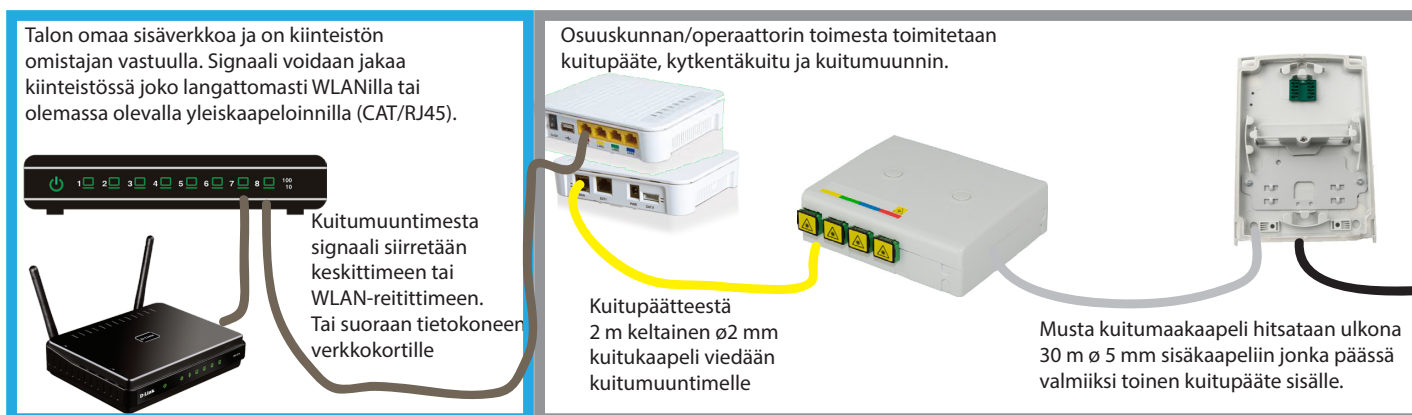 Talon omaa sisäverkkoa ja on kiinteistön
omistajan vastuulla. Signaali voidaan jakaa
kiinteistössä joko langattomasti WLANilla tai
olemassa olevalla yleiskaapeloinnilla (CAT/RJ45).
1 2 3 4 5 6 7 8 100
10
Kuitumuuntimesta
signaali siirretään
keskittimeen tai
WLAN-reitittimeen.
Tai suoraan tietokoneen
verkkokortille
D-Link
Osuuskunnan/operaattorin toimesta toimitetaan
kuitupääte, kytkentäkuitu ja kuitumuunnin.
Kuitupäätteestä
2 m keltainen ø2 mm
kuitukaapeli viedään
kuitumuuntimelle
Musta kuitumaakaapeli hitsataan ulkona
30 m ø 5 mm sisäkaapeliin jonka päässä
valmiiksi toinen kuitupääte sisälle.